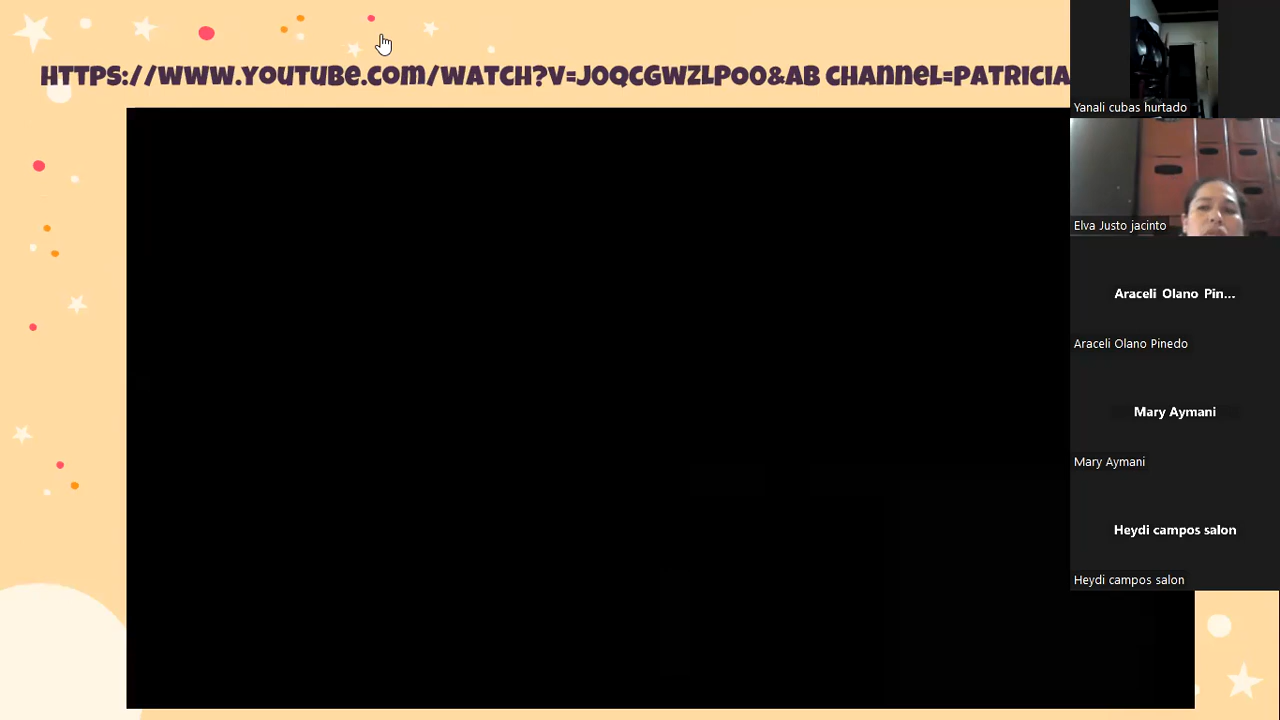 HTTPS://WWW.YOUTUBE.COM/WATCH?V=JOQCGWZLPOO&AB CHANNEL=PATRICIA
Yanali cubas hurtado
Elva Justo jacinto
Araceli Olano Pin...
Araceli Olano Pinedo
Mary Aymani
Mary Aymani
Heydi campos salon
Heydi campos salon